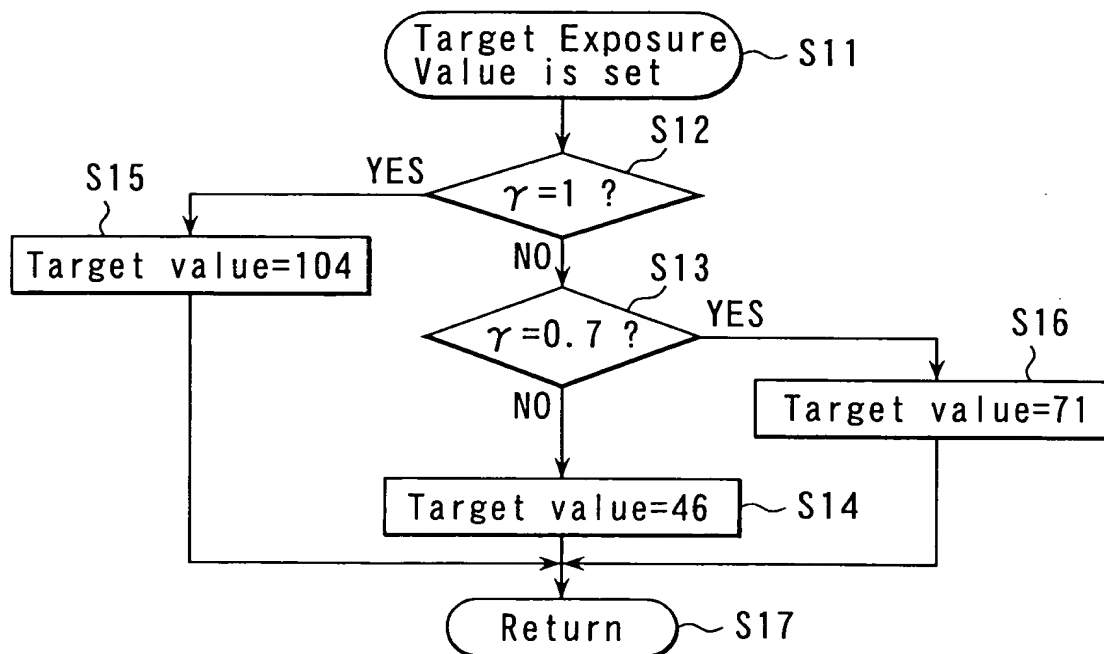 Target Exposure
Value is set
S11
S12
YES
γ=1 ?
S15
Target value=104
NO
S13
γ=0.7 ?
YES
S16
Target value=71
NO
Target value=46
S14
Return
S17